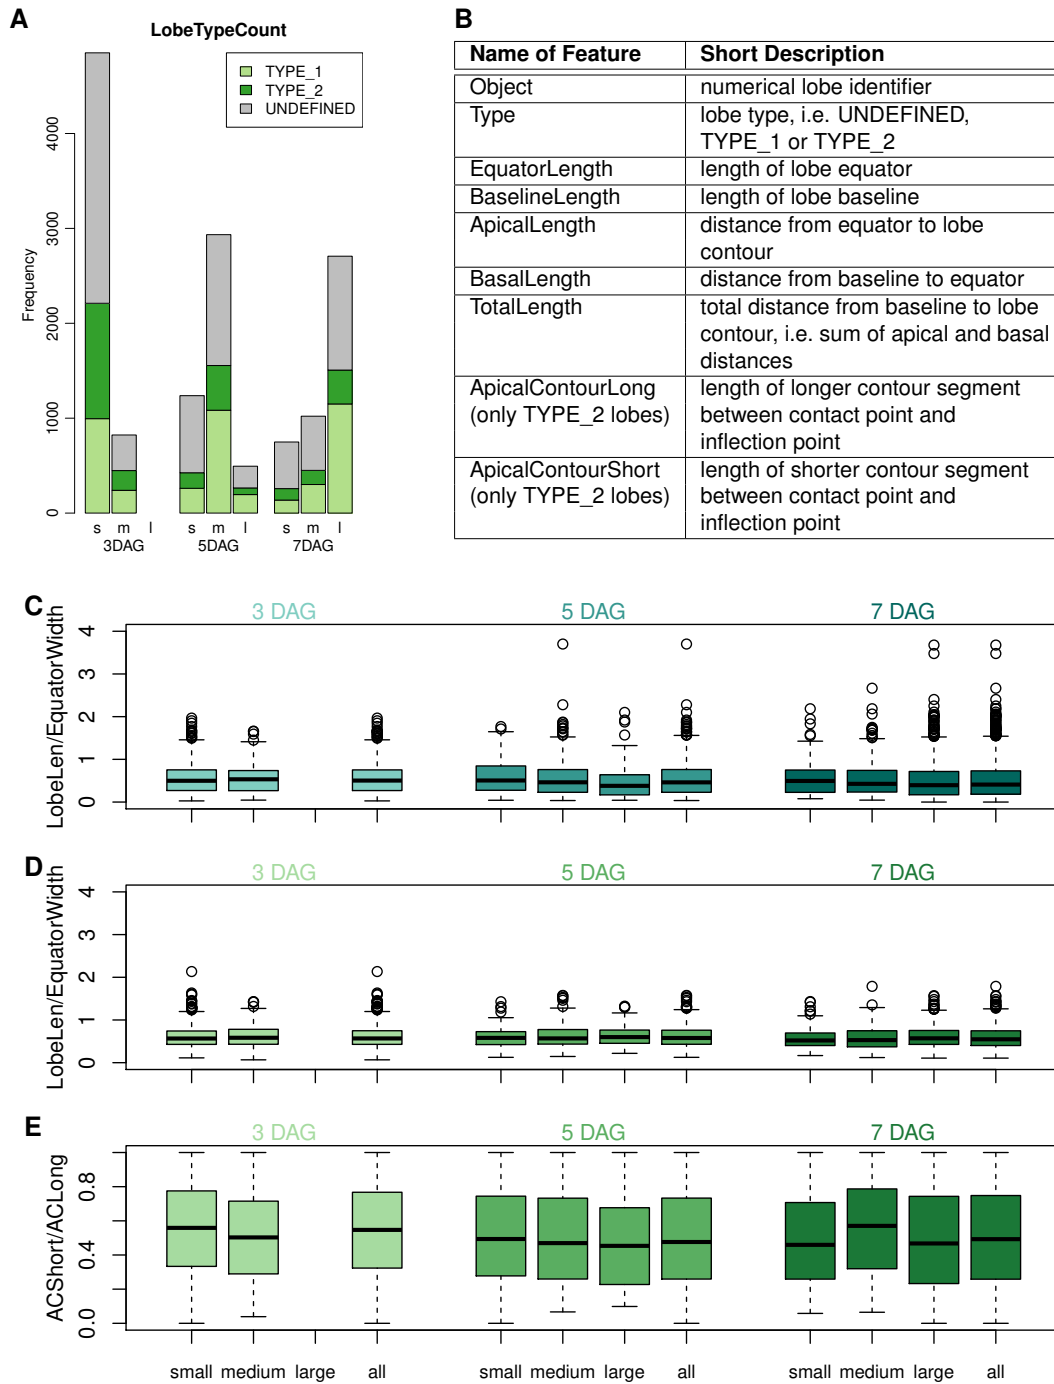 A
LobeTypeCount
TYPE_1
TYPE_2
UNDEFINED
Frequency
0
1000
2000
3000
4000
s m l s m l s m l
3DAG 5DAG 7DAG
B
Name of Feature Short Description
Object numerical lobe identifier
Type lobe type, i.e. UNDEFINED,
TYPE_1 or TYPE_2
EquatorLength length of lobe equator
BaselineLength length of lobe baseline
ApicalLength distance from equator to lobe
contour
BasalLength distance from baseline to equator
TotalLength total distance from baseline to lobe
contour, i.e. sum of apical and basal
distances
ApicalContourLong length of longer contour segment
(only TYPE_2 lobes) between contact point and
inflection point
ApicalContourShort length of shorter contour segment
(only TYPE_2 lobes) between contact point and
inflection point
C
3 DAG 5 DAG 7 DAG
LobeLen/EquatorWidth
4
3
2
1
0
D
3 DAG 5 DAG 7 DAG
LobeLen/EquatorWidth
4
3
2
1
0
E
3 DAG 5 DAG 7 DAG
ACShort/ACLong
0.8
0.4
0.0
small medium large all small medium large all small medium large all